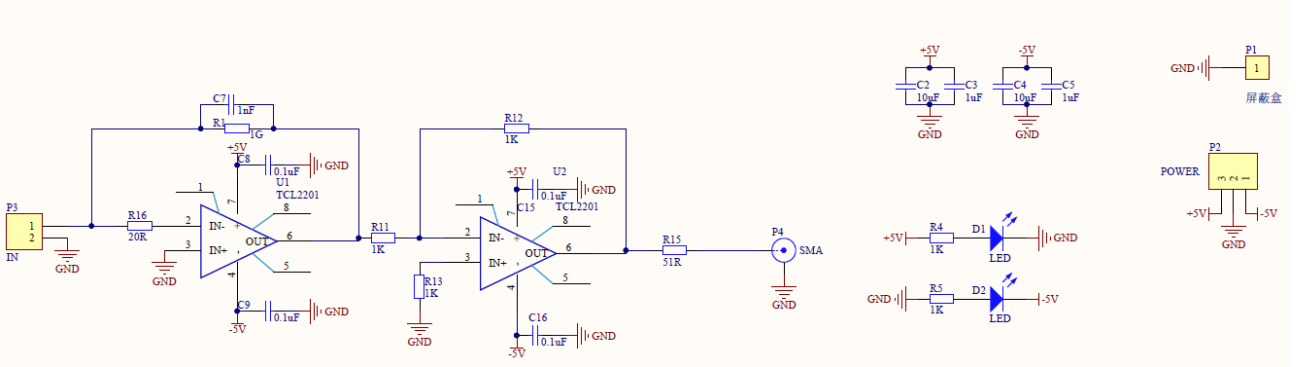 C7
1nF
R1
1G
+5V
C8
0.1uF
GND
U1
TCL2201
1
7
8
P3
1
2
IN
GND
R16
20R
2
IN-
+
3
IN+
-
OUT
6
GND
4
5
C9
0.1uF
GND
-5V
R11
1K
R12
1K
+5V
U2
0.1uF
GND
C15
TCL2201
1
7
8
2
IN-
+
3
IN+
-
OUT
6
R13
1K
GND
4
5
C16
0.1uF
GND
-5V
R15
51R
P4
SMA
GND
+5V
C2
10uF
C3
1uF
GND
-5V
C4
10uF
C5
1uF
GND
+5V
R4
1K
D1
LED
GND
GND
R5
1K
D2
LED
-5V
P1
GND
1
屏蔽盒
P2
POWER
3
2
1
+5V
-5V
GND